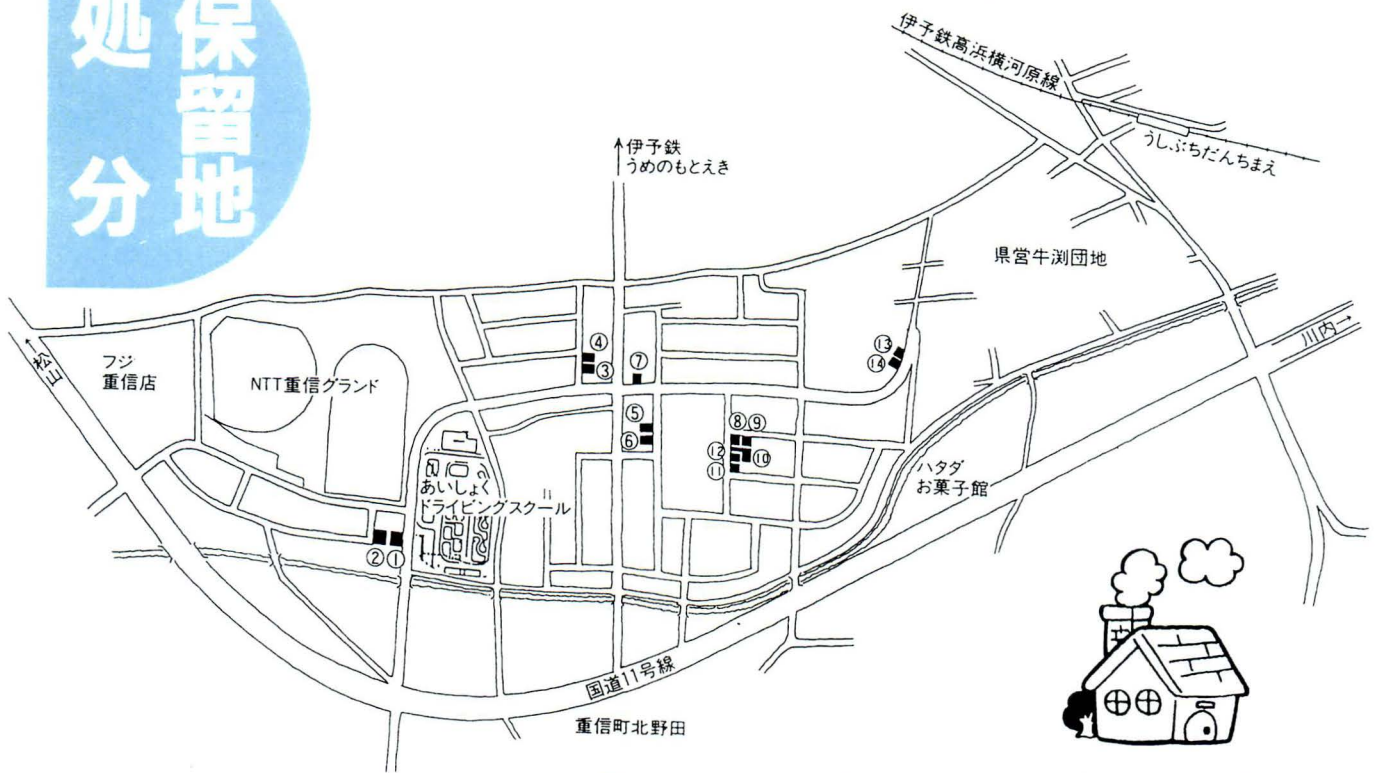 保留地
処分
伊予鉄高浜横河原線
うしぶちだんちまえ
↑伊予鉄
うめのもとえき
県営牛渕団地
←松山
フジ
重信店
NTT重信グランド
④
③
⑦
⑬
⑭
川内→
⑤
⑥
⑧⑨
⑫
⑩
⑪
ハタダ
お菓子館
あいしょく
ドライビングスクール
②①
国道11号線
重信町北野田